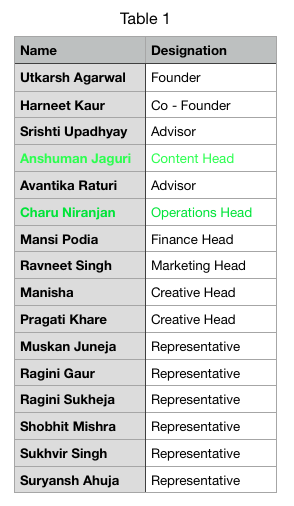 Table 1
Name Designation
Utkarsh Agarwal Founder
Harneet Kaur Co - Founder
Srishti Upadhyay Advisor
Anshuman Jaguri Content Head
Avantika Raturi Advisor
Charu Niranjan Operations Head
Mansi Podia Finance Head
Ravneet Singh Marketing Head
Manisha Creative Head
Pragati Khare Creative Head
Muskan Juneja Representative
Ragini Gaur Representative
Ragini Sukheja Representative
Shobhit Mishra Representative
Sukhvir Singh Representative
Suryansh Ahuja Representative